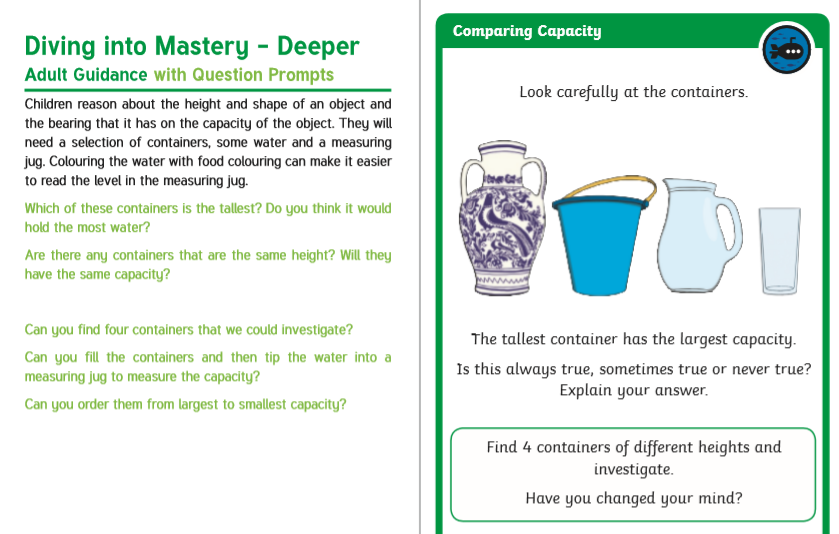 Diving into Mastery – Deeper
Adult Guidance with Question Prompts
Children reason about the height and shape of an object and
the bearing that it has on the capacity of the object. They will
need a selection of containers, some water and a measuring
jug. Colouring the water with food colouring can make it easier
to read the level in the measuring jug.
Which of these containers is the tallest? Do you think it would
hold the most water?
Are there any containers that are the same height? Will they
have the same capacity?
Can you find four containers that we could investigate?
Can you fill the containers and then tip the water into a
measuring jug to measure the capacity?
Can you order them from largest to smallest capacity?
Comparing Capacity
Look carefully at the containers.
The tallest container has the largest capacity.
Is this always true, sometimes true or never true?
Explain your answer.
Find 4 containers of different heights and
investigate.
Have you changed your mind?